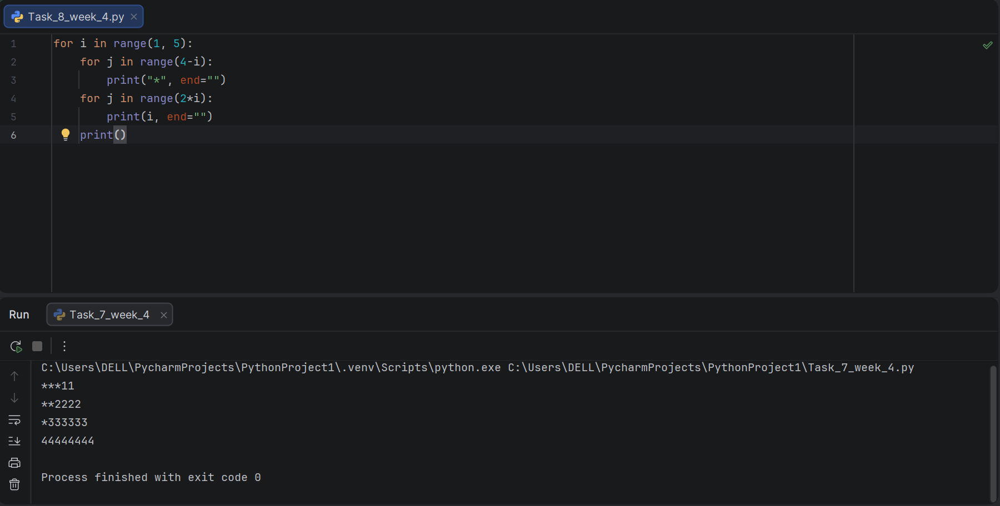 Task_8_week_4.py
1 for i in range(1, 5):
2     for j in range(4-i):
3         print("*", end="")
4     for j in range(2*i):
5         print(i, end="")
6     print()
Run Task_7_week_4
C:\Users\DELL\PycharmProjects\PythonProject1\.venv\Scripts\python.exe C:\Users\DELL\PycharmProjects\PythonProject1\Task_7_week_4.py
***11
**2222
*333333
44444444
Process finished with exit code 0